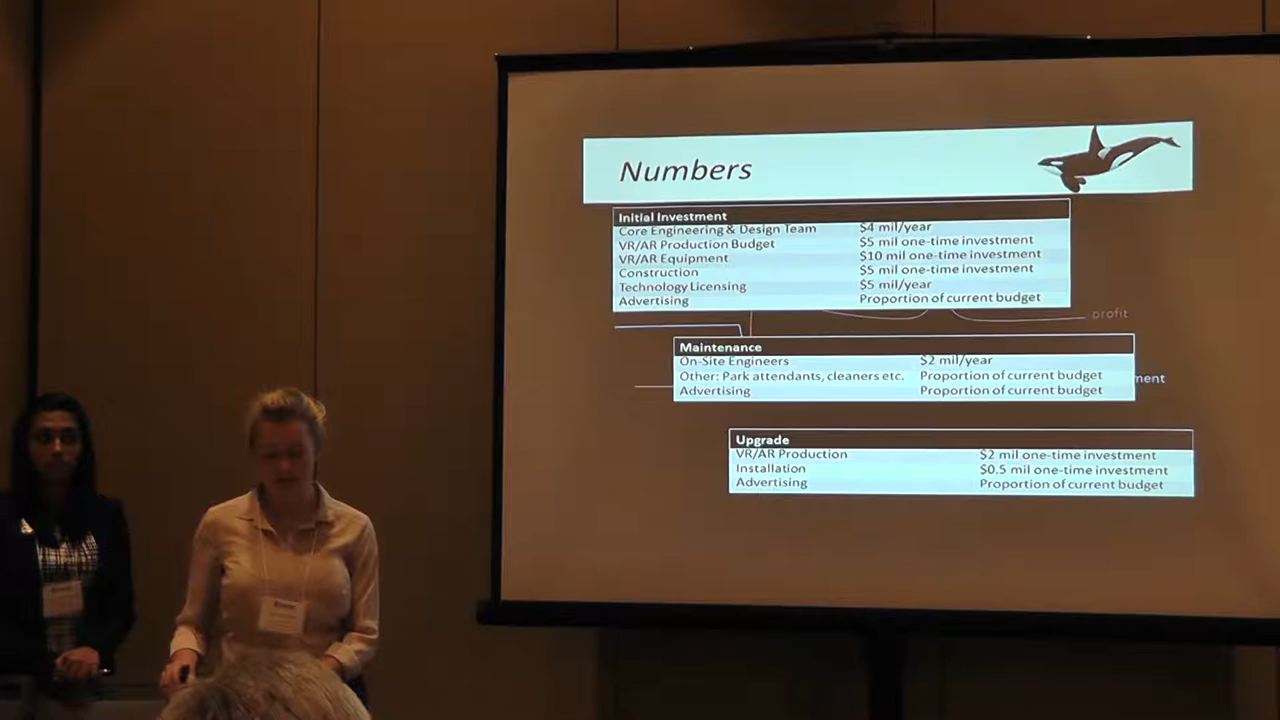 Numbers
Initial Investment
Core Engineering & Design Team $4 mil/year
VR/AR Production Budget $5 mil one-time investment
VR/AR Equipment $10 mil one-time investment
Construction $5 mil one-time investment
Technology Licensing $5 mil/year
Advertising Proportion of current budget
profit
Maintenance
On-Site Engineers $2 mil/year
Other: Park attendants, cleaners etc. Proportion of current budget
ment
Advertising Proportion of current budget
Upgrade
VR/AR Production $2 mil one-time investment
Installation $0.5 mil one-time investment
Advertising Proportion of current budget